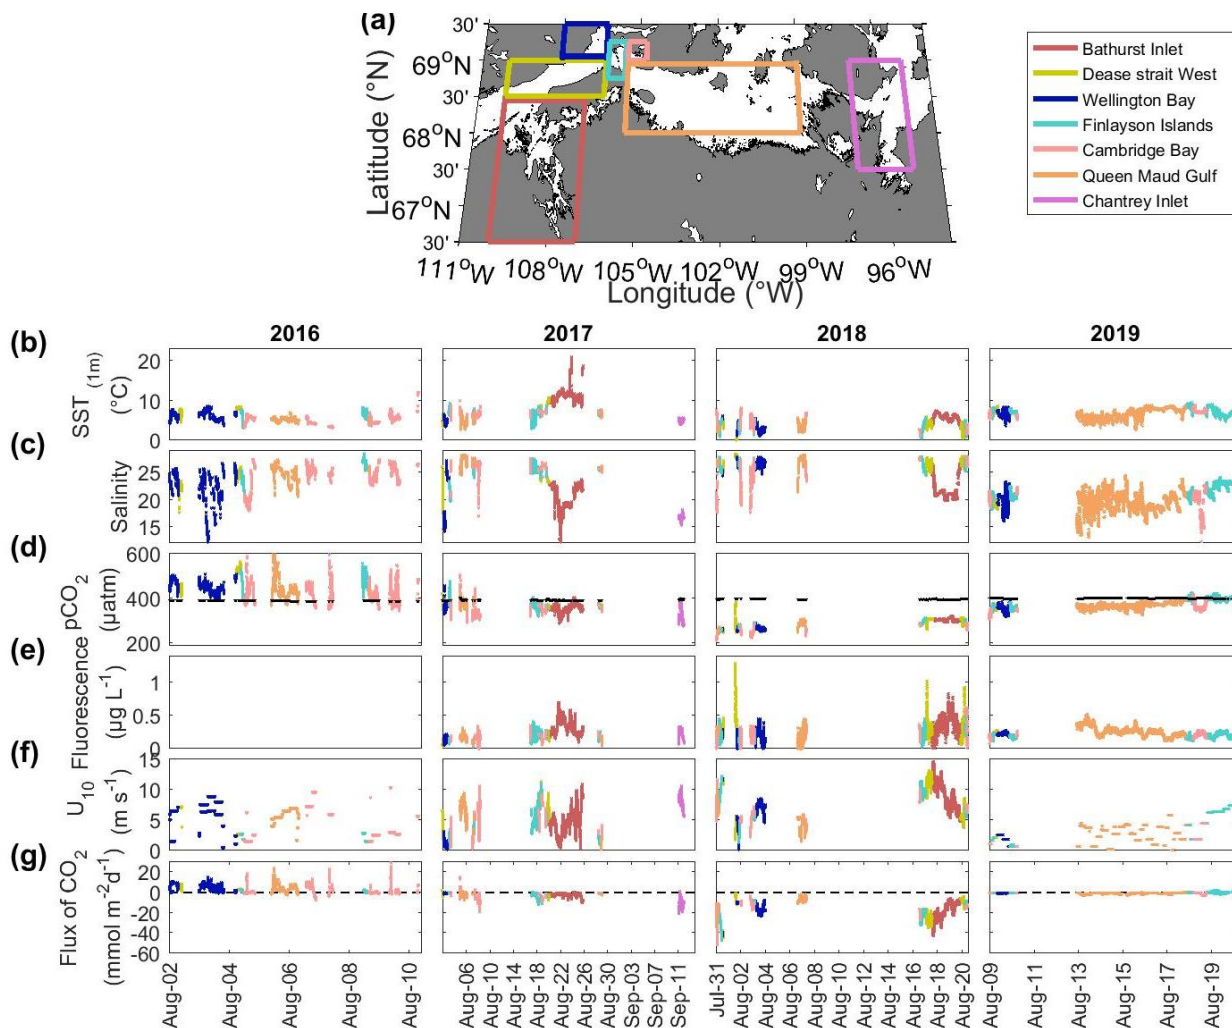 (a)
30'
69°N
30'
68°N
30'
67°N
30'
Latitude (°N)
111°W 108°W 105°W 102°W 99°W 96°W
Longitude (°W)
Bathurst Inlet
Dease strait West
Wellington Bay
Finlayson Islands
Cambridge Bay
Queen Maud Gulf
Chantrey Inlet
2016 2017 2018 2019
(b)
SST (1m)
(°C)
20
10
0
(c)
Salinity
25
20
15
(d)
pCO2
(µatm)
600
400
200
(e)
Fluorescence
(µg L-1)
1
0.5
0
(f)
U10
(m s-1)
15
10
5
0
(g)
Flux of CO2
(mmol m-2d-1)
20
0
-20
-40
-60
Aug-02 Aug-04 Aug-06 Aug-08 Aug-10
Aug-06 Aug-10 Aug-14 Aug-18 Aug-22 Aug-26 Aug-30 Sep-03 Sep-07 Sep-11
Jul-31 Aug-02 Aug-04 Aug-06 Aug-08 Aug-10 Aug-12 Aug-14 Aug-16 Aug-18 Aug-20
Aug-09 Aug-11 Aug-13 Aug-15 Aug-17 Aug-19